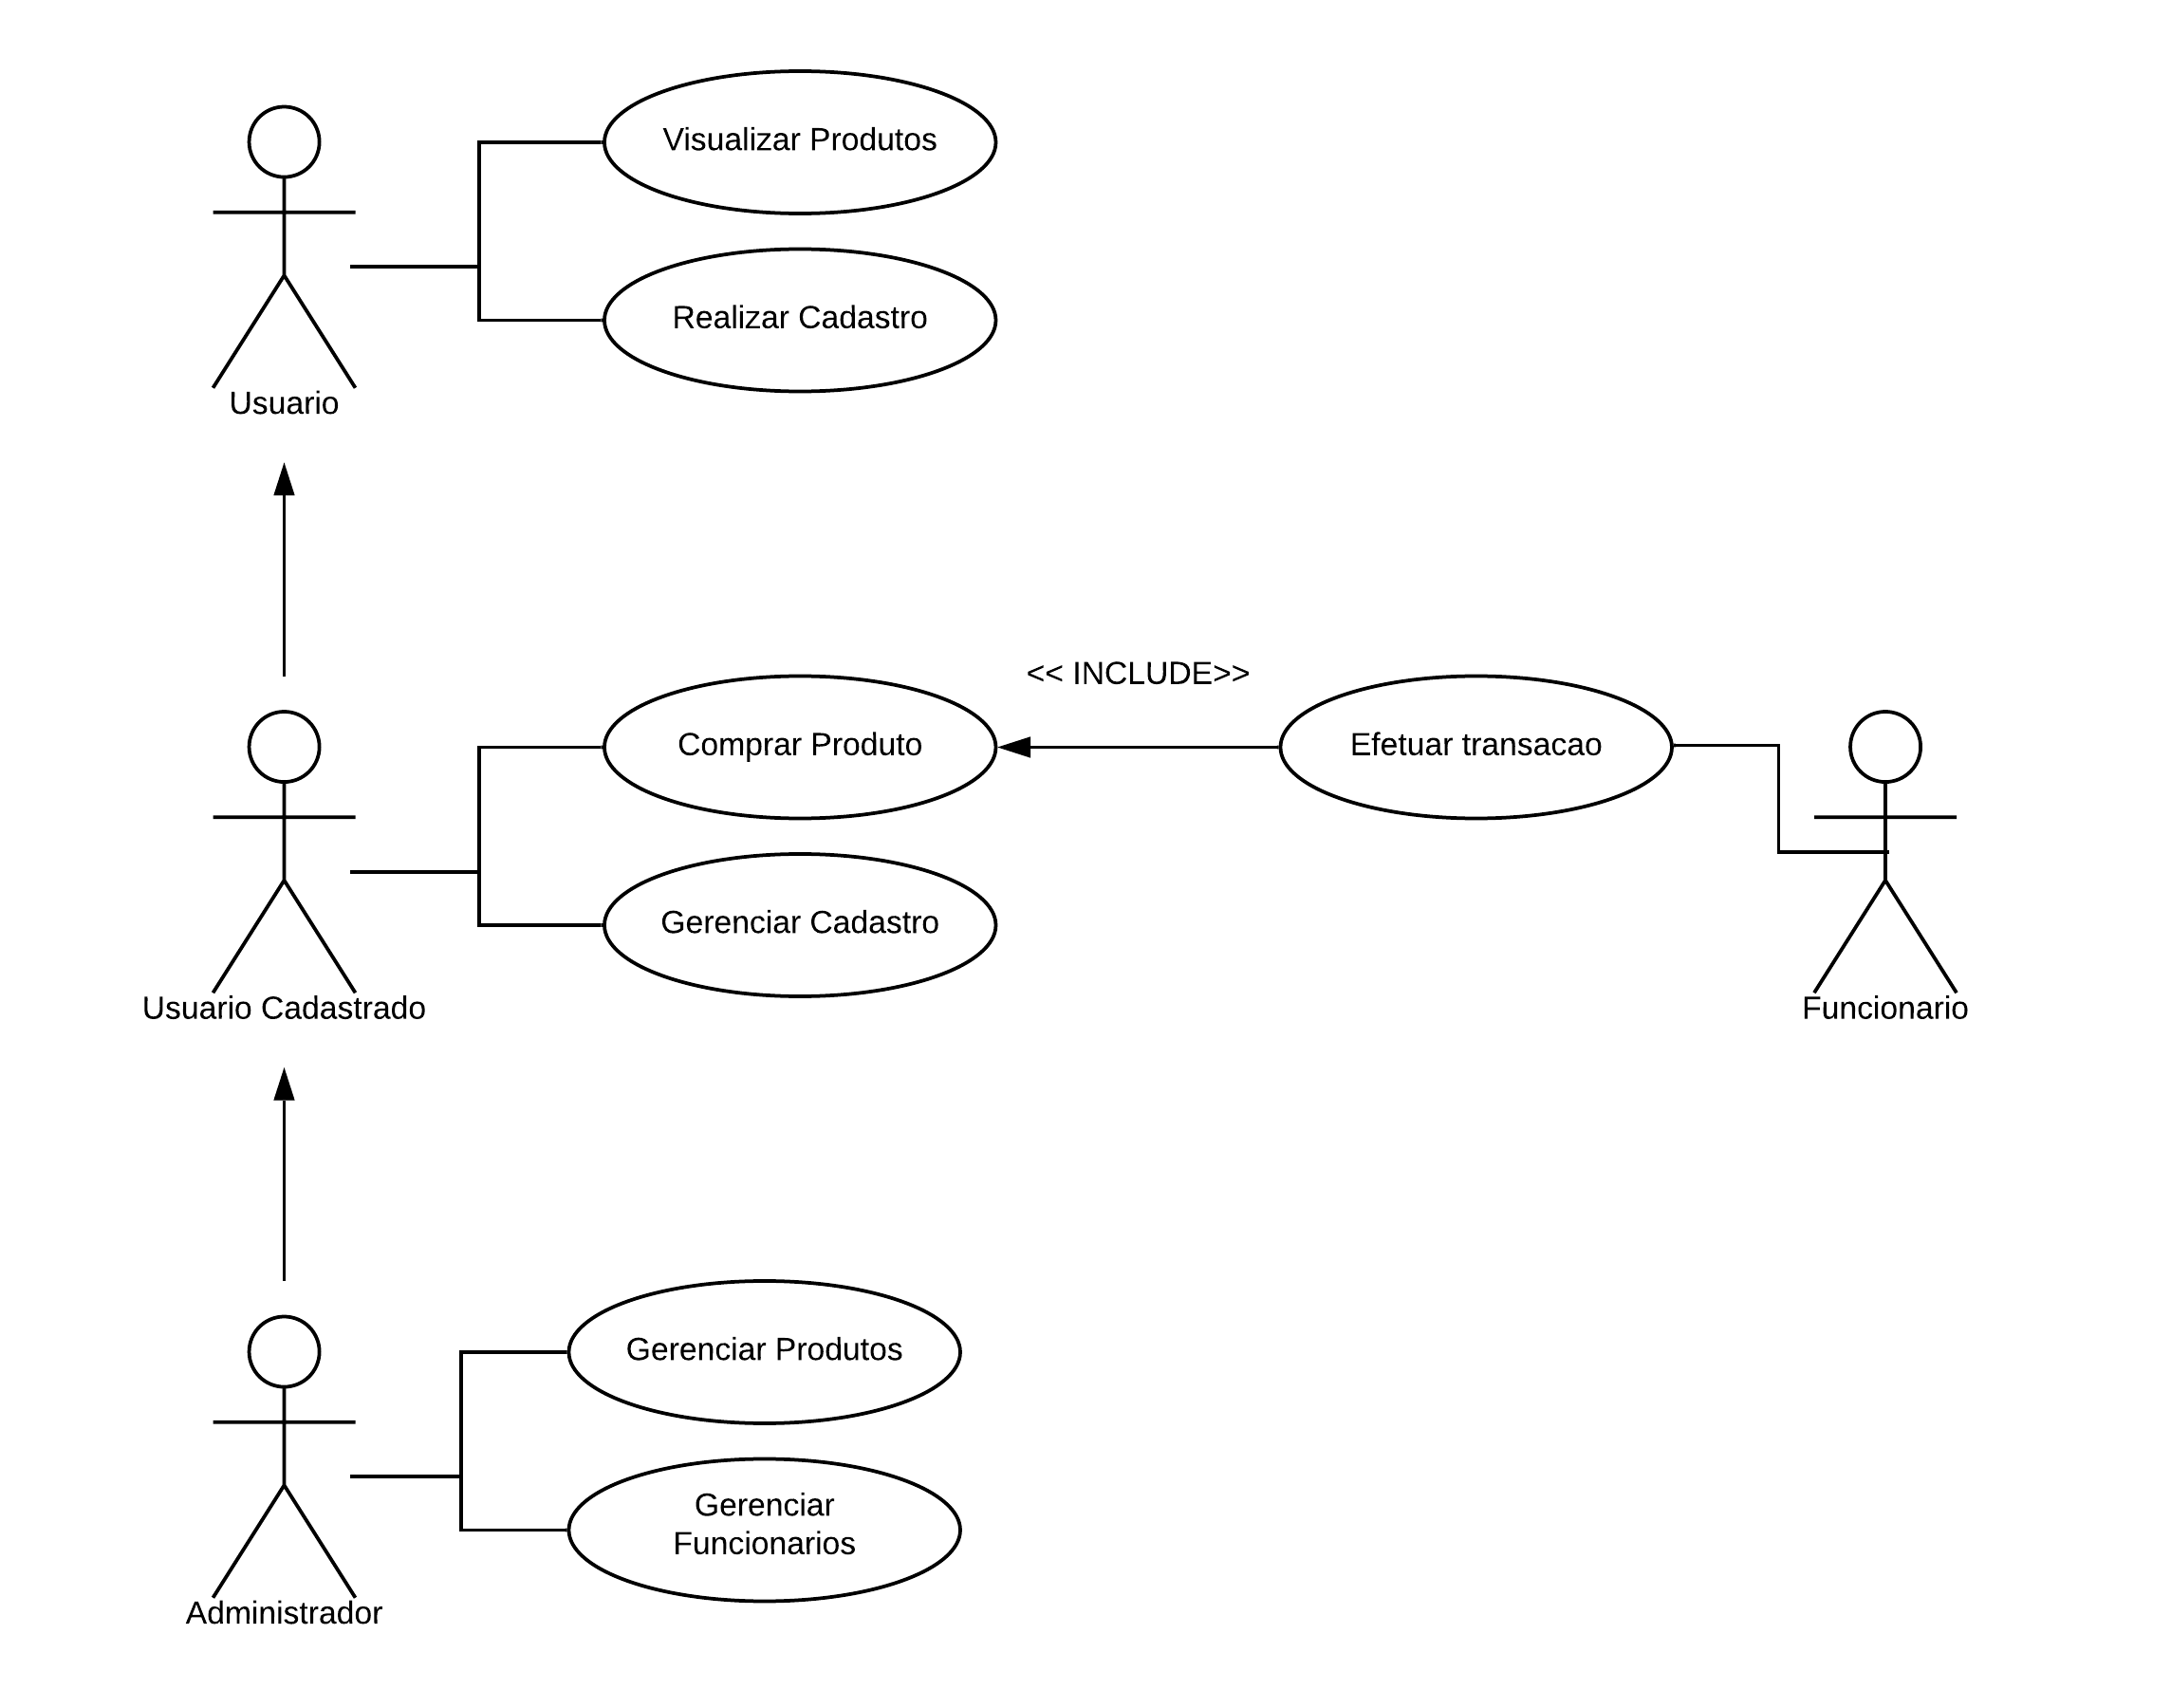 Visualizar Produtos
Realizar Cadastro
Usuario
<< INCLUDE>>
Comprar Produto
Efetuar transacao
Gerenciar Cadastro
Usuario Cadastrado
Funcionario
Gerenciar Produtos
Gerenciar
Funcionarios
Administrador